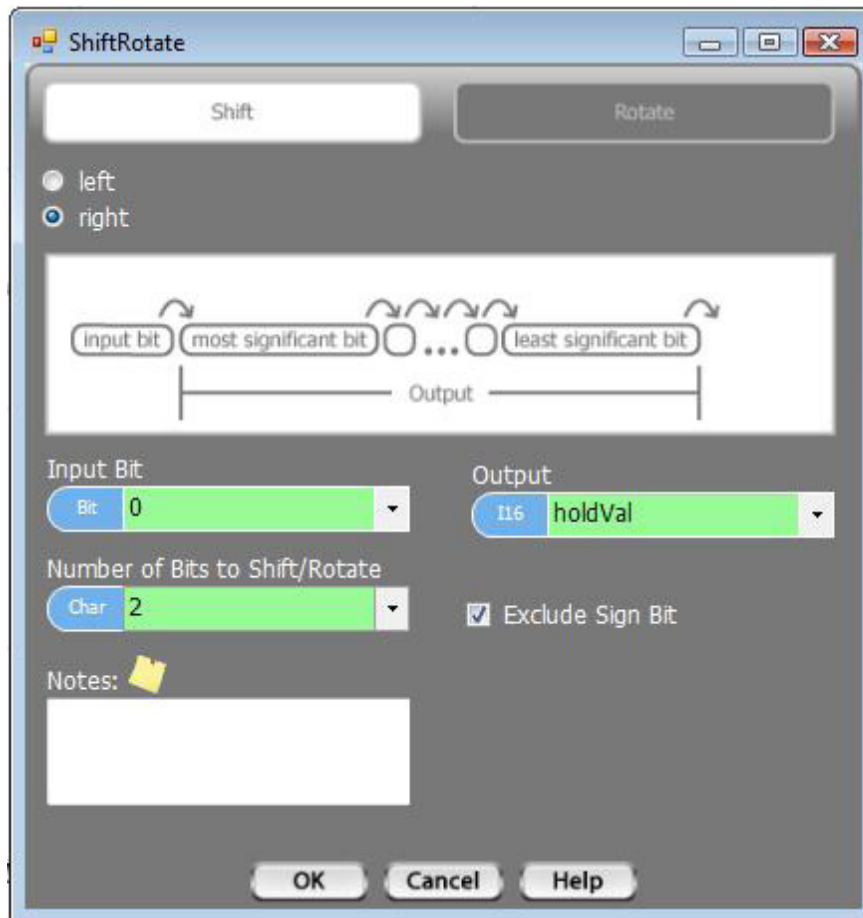 ShiftRotate
Shift
Rotate
left
right
input bit
most significant bit
...
least significant bit
Output
Input Bit
Bit
0
Output
I16
holdVal
Number of Bits to Shift/Rotate
Char
2
Exclude Sign Bit
Notes:
OK
Cancel
Help